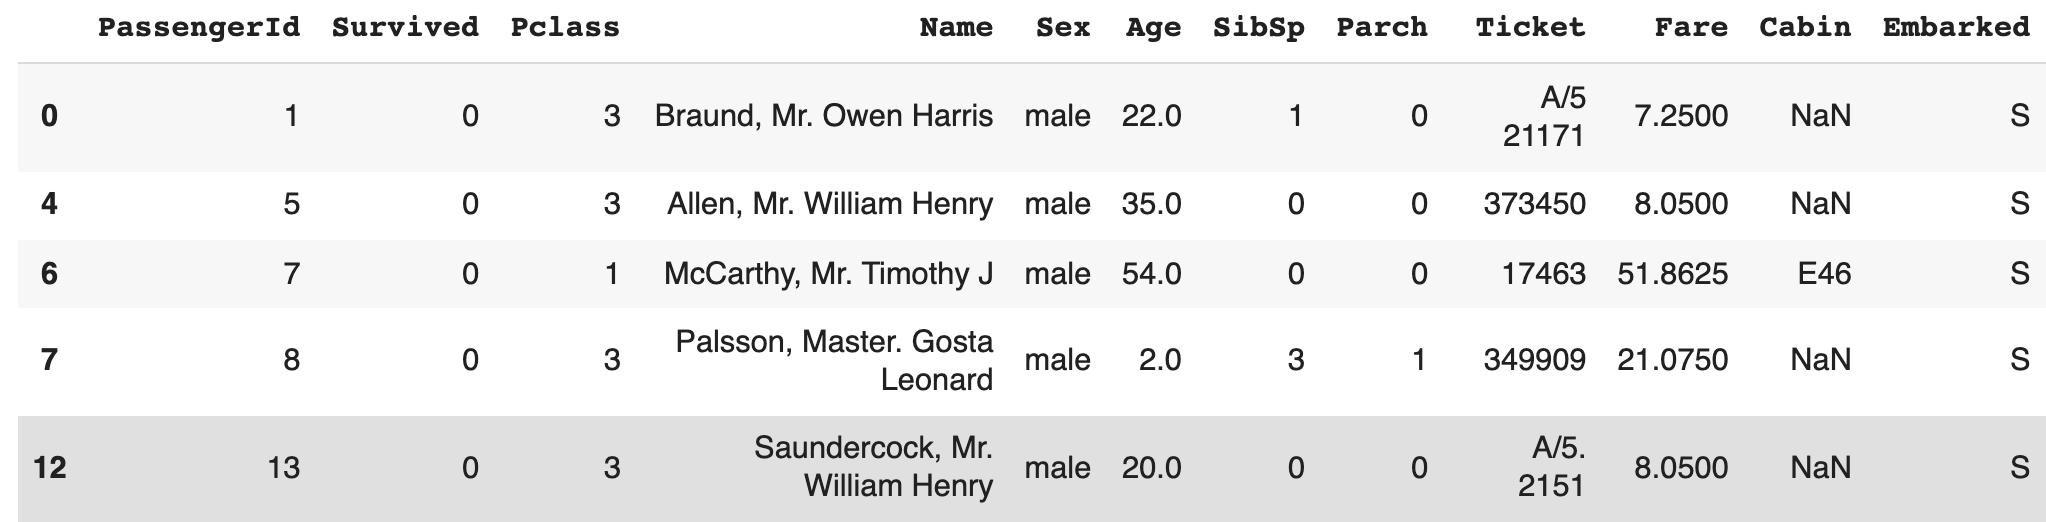 PassengerId Survived Pclass Name Sex Age SibSp Parch Ticket Fare Cabin Embarked
0 1 0 3 Braund, Mr. Owen Harris male 22.0 1 0 A/5 21171 7.2500 NaN S
4 5 0 3 Allen, Mr. William Henry male 35.0 0 0 373450 8.0500 NaN S
6 7 0 1 McCarthy, Mr. Timothy J male 54.0 0 0 17463 51.8625 E46 S
7 8 0 3 Palsson, Master. Gosta Leonard male 2.0 3 1 349909 21.0750 NaN S
12 13 0 3 Saundercock, Mr. William Henry male 20.0 0 0 A/5. 2151 8.0500 NaN S